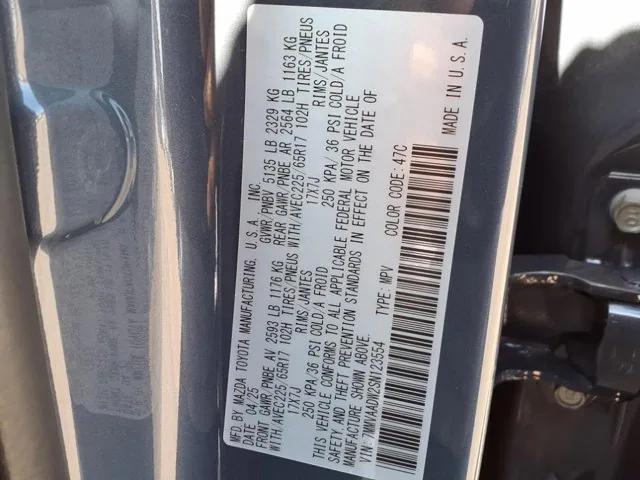 MFD.BY MAZDA TOYOTA MANUFACTURING, U.S.A. INC.
DATE 04/25 GVWR/PNBV 5135 LB 2329 KG
FRONT GAWR/PNBE AV 2593 LB 1176 KG REAR GAWR/PNBE AR 2564 LB 1163 KG
WITH/AVEC225/65R17 102H TIRES/PNEUS WITH/AVEC225/65R17 102H TIRES/PNEUS
17X7J RIMS/JANTES 17X7J RIMS/JANTES
250 KPA/36 PSI COLD/A FROID 250 KPA/ 36 PSI COLD/A FROID
THIS VEHICLE CONFORMS TO ALL APPLICABLE FEDERAL MOTOR VEHICLE
SAFETY AND THEFT PREVENTION STANDARDS IN EFFECT ON THE DATE OF
MANUFACTURE SHOWN ABOVE.
VIN: 7MMVAADW2SN123554 TYPE: MPV COLOR CODE: 47C
MADE IN U.S.A.